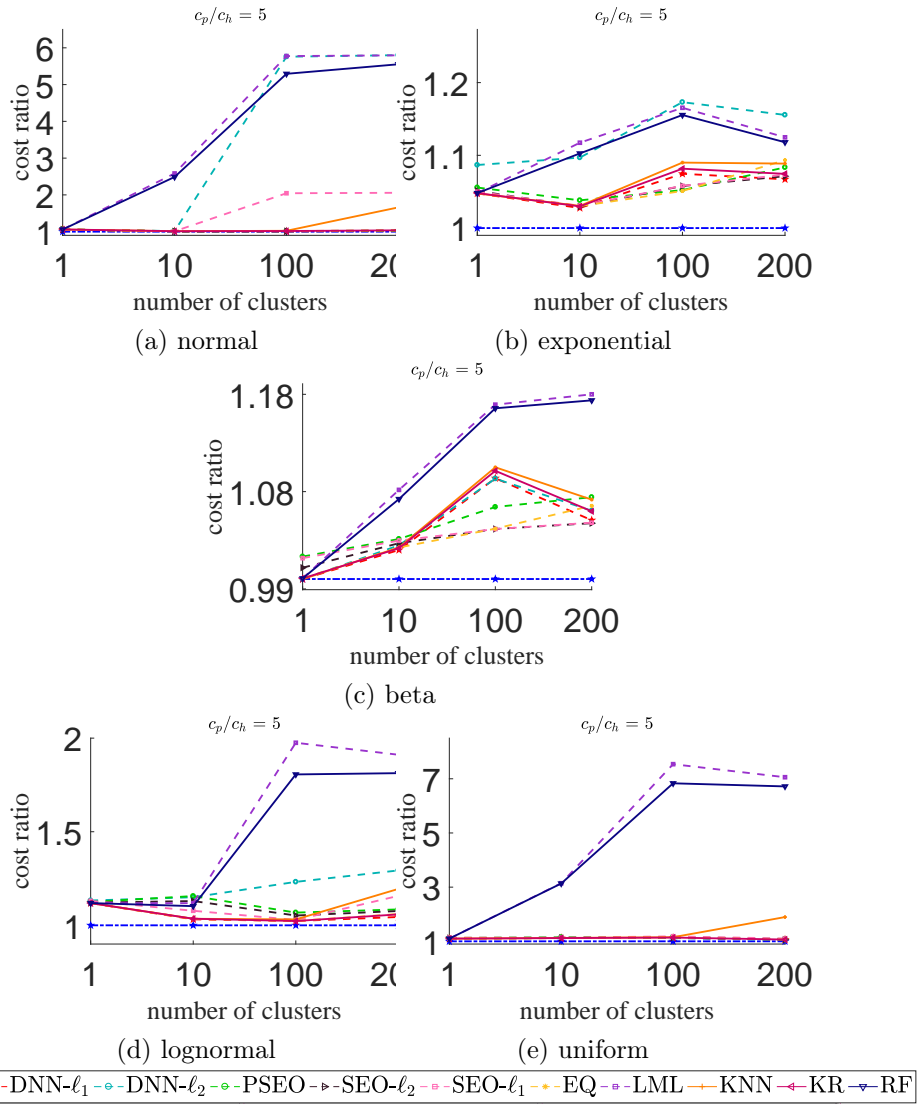 c_p/c_h = 5
6
5
4
3
2
1
cost ratio
1 10 100 20
number of clusters
(a) normal
c_p/c_h = 5
1.2
1.1
1
cost ratio
1 10 100 200
number of clusters
(b) exponential
c_p/c_h = 5
1.18
1.08
0.99
cost ratio
1 10 100 200
number of clusters
(c) beta
c_p/c_h = 5
2
1.5
1
cost ratio
1 10 100 20
number of clusters
(d) lognormal
c_p/c_h = 5
7
5
3
1
cost ratio
1 10 100 200
number of clusters
(e) uniform
DNN-ℓ₁ DNN-ℓ₂ PSEO SEO-ℓ₂ SEO-ℓ₁ EQ LML KNN KR RF